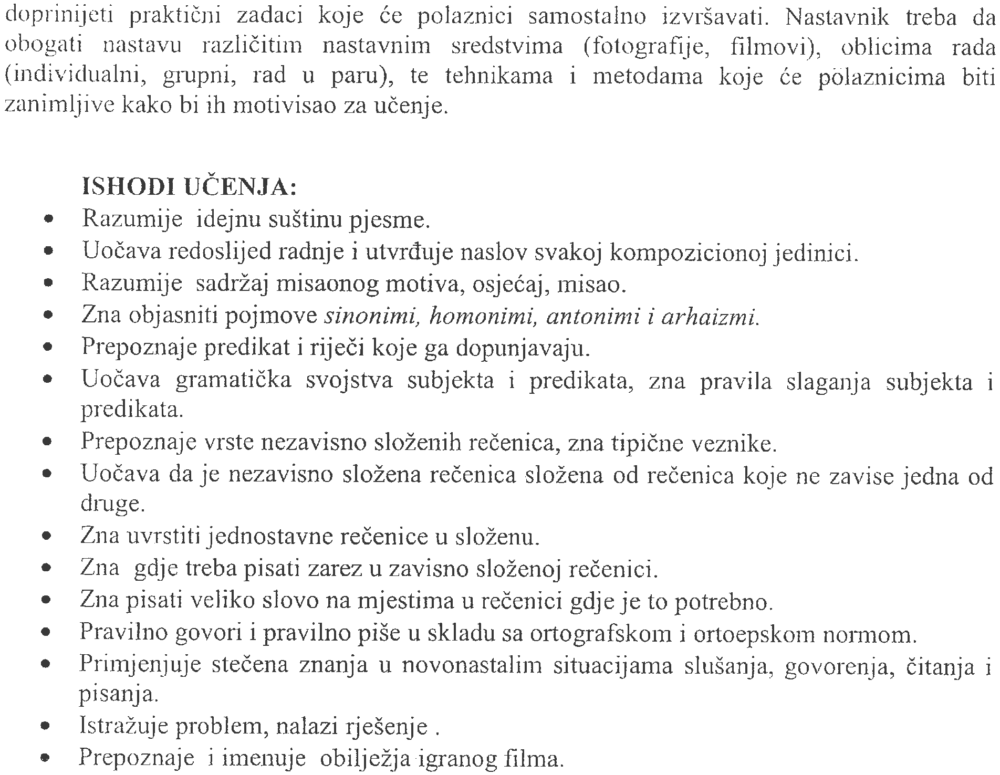 doprinijeti praktični zadaci koje će polaznici samostalno izvršavati. Nastavnik treba da
obogati nastavu različitim nastavnim sredstvima (fotografije, filmovi), oblicima rada
(individualni, grupni, rad u paru), te tehnikama i metodama koje će polaznicima biti
zanimljive kako bi ih motivisao za učenje.
ISHODI UČENJA:
• Razumije idejnu suštinu pjesme.
• Uočava redoslijed radnje i utvrđuje naslov svakoj kompozicionoj jedinici.
• Razumije sadržaj misaonog motiva, osjećaj, misao.
• Zna objasniti pojmove sinonimi, homonimi, antonimi i arhaizmi.
• Prepoznaje predikat i riječi koje ga dopunjavaju.
• Uočava gramatička svojstva subjekta i predikata, zna pravila slaganja subjekta i
predikata.
• Prepoznaje vrste nezavisno složenih rečenica, zna tipične veznike.
• Uočava da je nezavisno složena rečenica složena od rečenica koje ne zavise jedna od
druge.
• Zna uvrstiti jednostavne rečenice u složenu.
• Zna gdje treba pisati zarez u zavisno složenoj rečenici.
• Zna pisati veliko slovo na mjestima u rečenici gdje je to potrebno.
• Pravilno govori i pravilno piše u skladu sa ortografskom i ortoepskom normom.
• Primjenjuje stečena znanja u novonastalim situacijama slušanja, govorenja, čitanja i
pisanja.
• Istražuje problem, nalazi rješenje .
• Prepoznaje i imenuje obilježja igranog filma.